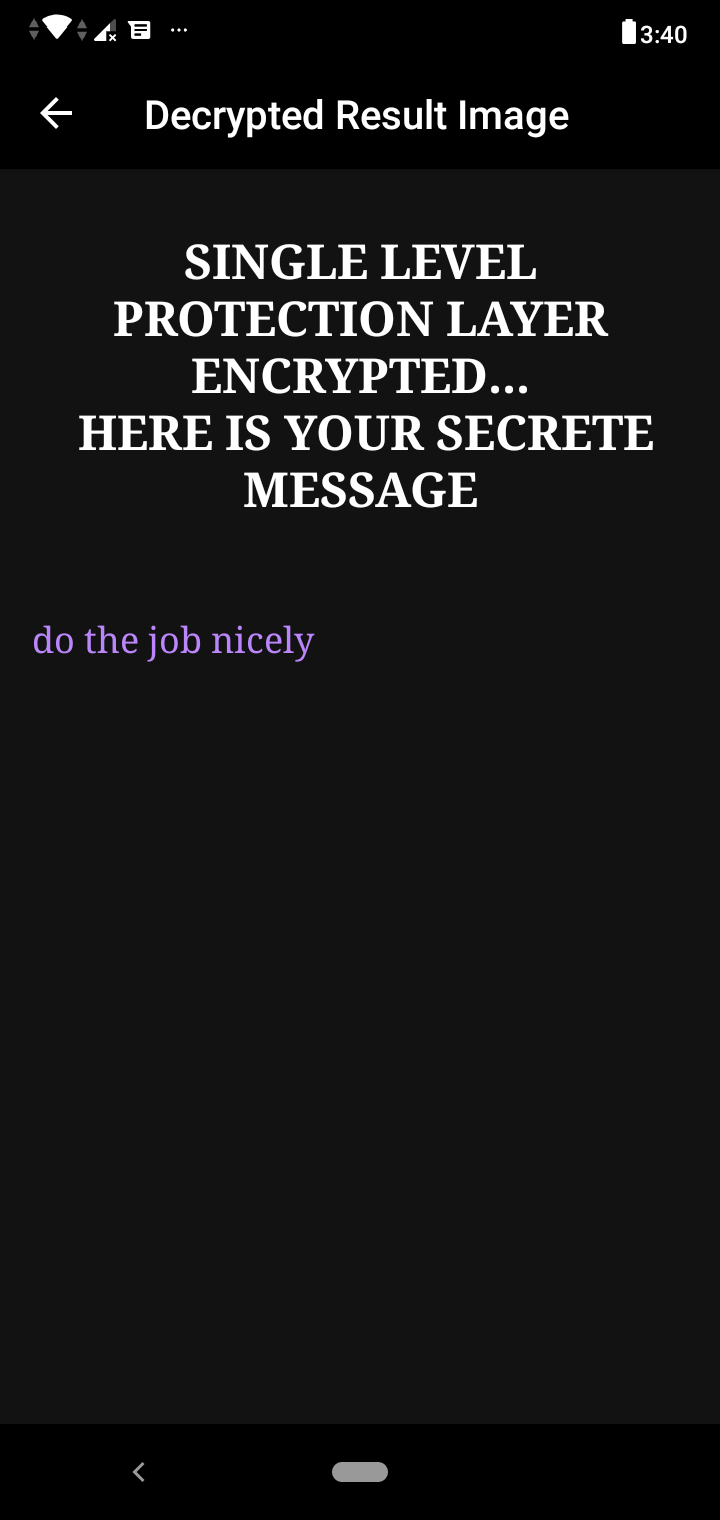 3:40
Decrypted Result Image
SINGLE LEVEL
PROTECTION LAYER
ENCRYPTED...
HERE IS YOUR SECRETE
MESSAGE
do the job nicely